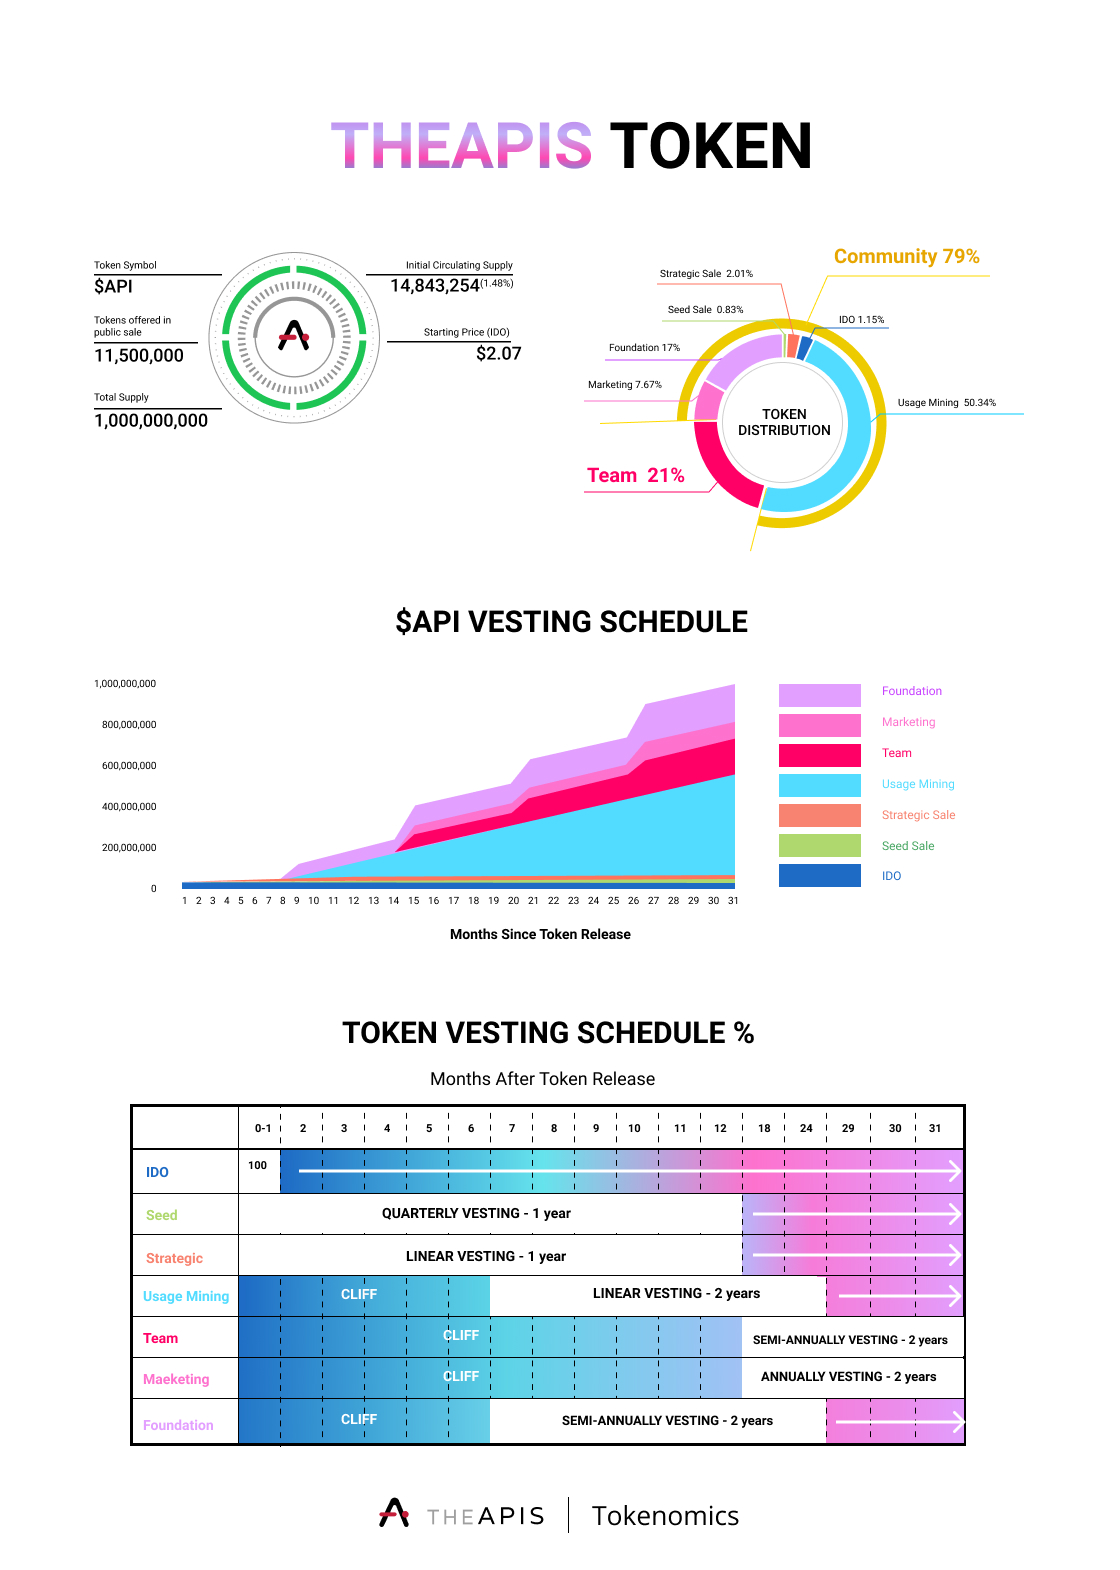 THEAPIS TOKEN
Token Symbol
$API
Tokens offered in
public sale
11,500,000
Total Supply
1,000,000,000
Initial Circulating Supply
14,843,254(1.48%)
Starting Price (IDO)
$2.07
Community 79%
Strategic Sale 2.01%
Seed Sale 0.83%
IDO 1.15%
Foundation 17%
Marketing 7.67%
Usage Mining 50.34%
TOKEN
DISTRIBUTION
Team 21%
$API VESTING SCHEDULE
1,000,000,000
800,000,000
600,000,000
400,000,000
200,000,000
0
1 2 3 4 5 6 7 8 9 10 11 12 13 14 15 16 17 18 19 20 21 22 23 24 25 26 27 28 29 30 31
Months Since Token Release
Foundation
Marketing
Team
Usage Mining
Strategic Sale
Seed Sale
IDO
TOKEN VESTING SCHEDULE %
Months After Token Release
0-1 2 3 4 5 6 7 8 9 10 11 12 18 24 29 30 31
IDO 100
Seed QUARTERLY VESTING - 1 year
Strategic LINEAR VESTING - 1 year
Usage Mining CLIFF LINEAR VESTING - 2 years
Team CLIFF SEMI-ANNUALLY VESTING - 2 years
Maeketing CLIFF ANNUALLY VESTING - 2 years
Foundation CLIFF SEMI-ANNUALLY VESTING - 2 years
THEAPIS Tokenomics